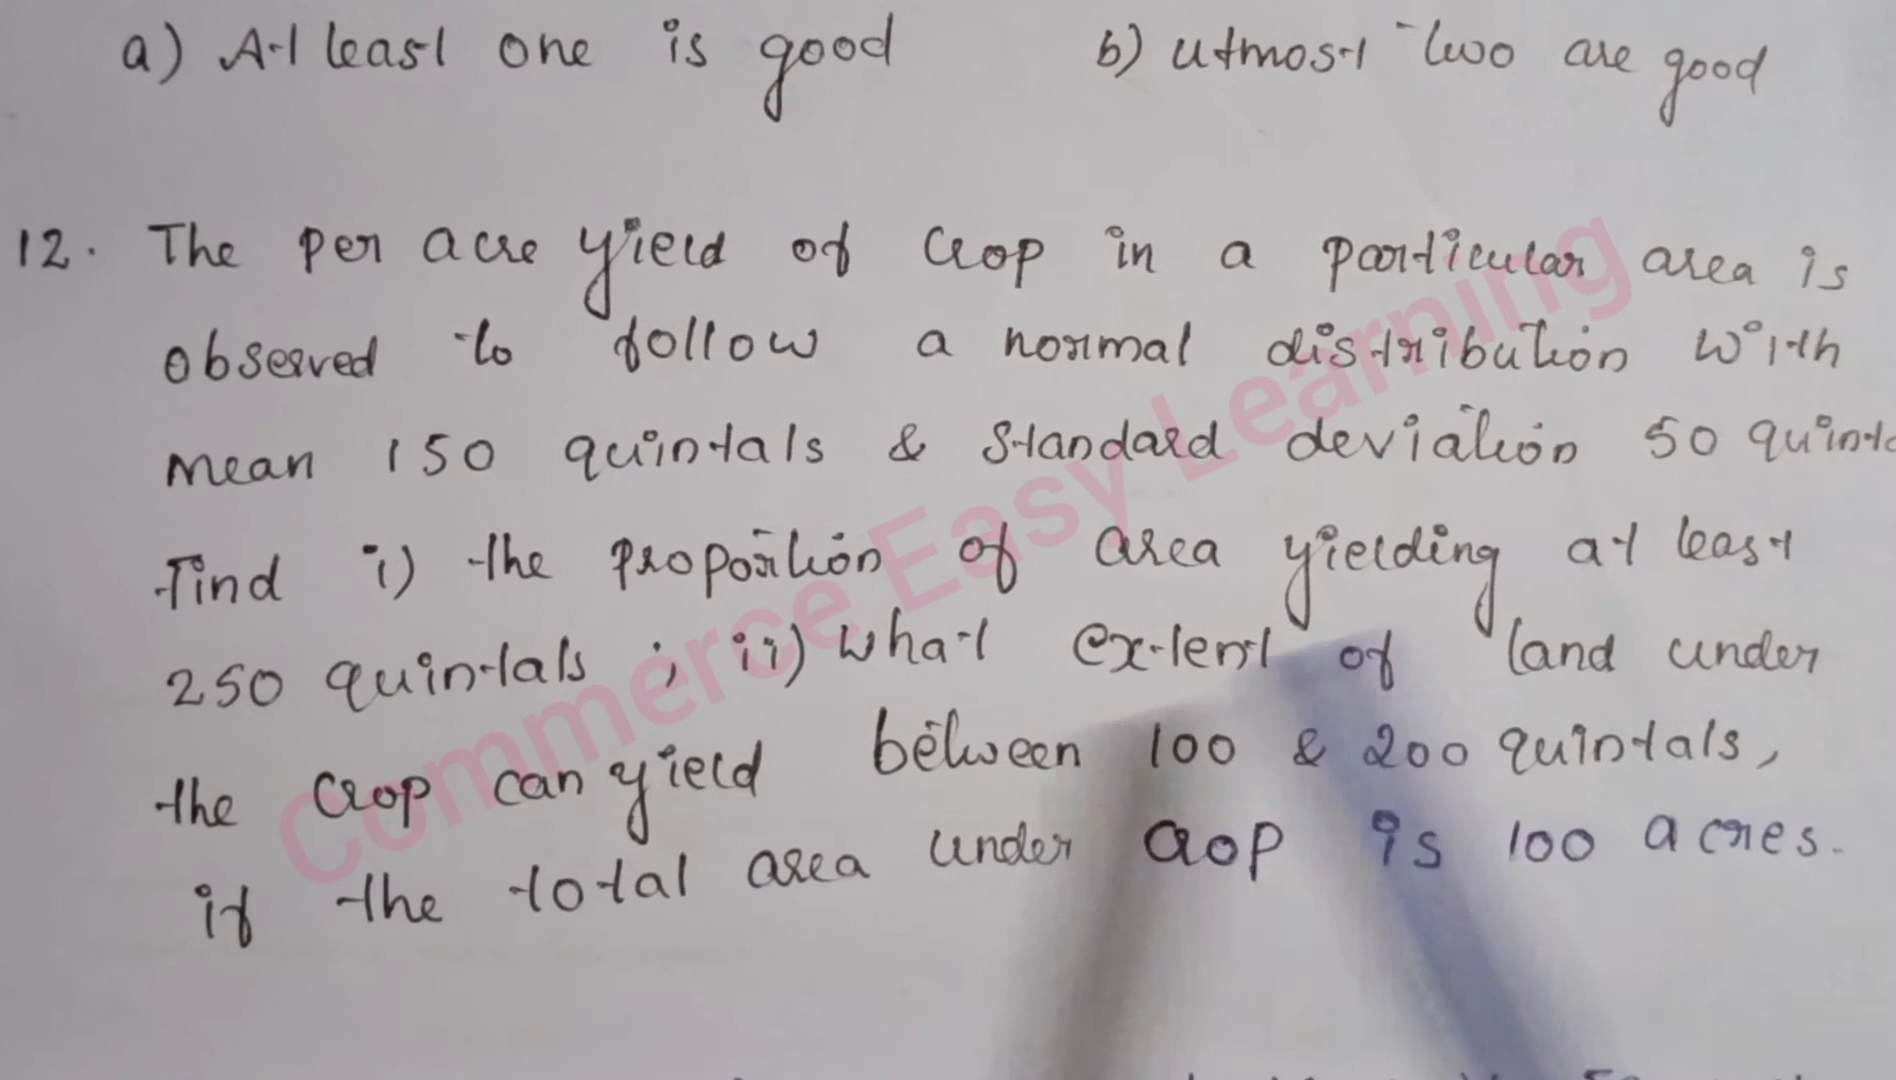 a) At least one is good b) utmost two are good
12. The per acre yield of crop in a particular area is
observed to follow a normal distribution with
mean 150 quintals & standard deviation 50 quinta
find i) the proportion of area yielding at least
250 quintals ; ii) what extent of land under
the crop can yield between 100 & 200 quintals,
if the total area under crop is 100 acres.
Commerce Easy Learning